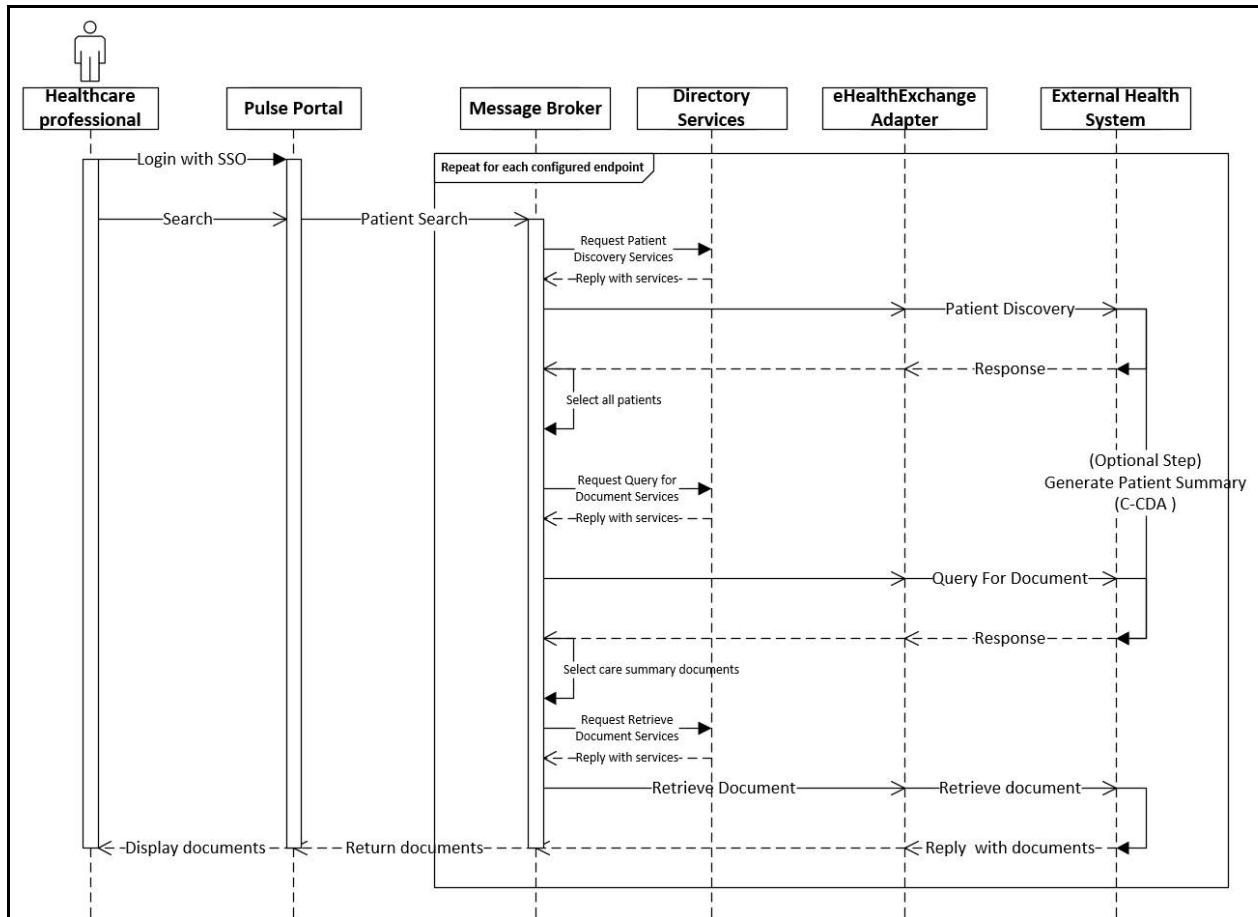 Healthcare
professional
Pulse Portal
Message Broker
Directory
Services
eHealthExchange
Adapter
External Health
System
Login with SSO
Repeat for each configured endpoint
Search
Patient Search
Request Patient
Discovery Services
Reply with services
Patient Discovery
Response
Select all patients
(Optional Step)
Generate Patient Summary
(C-CDA )
Request Query for
Document Services
Reply with services
Query For Document
Response
Select care summary documents
Request Retrieve
Document Services
Reply with services
Retrieve Document
Retrieve document
Display documents
Return documents
Reply with documents